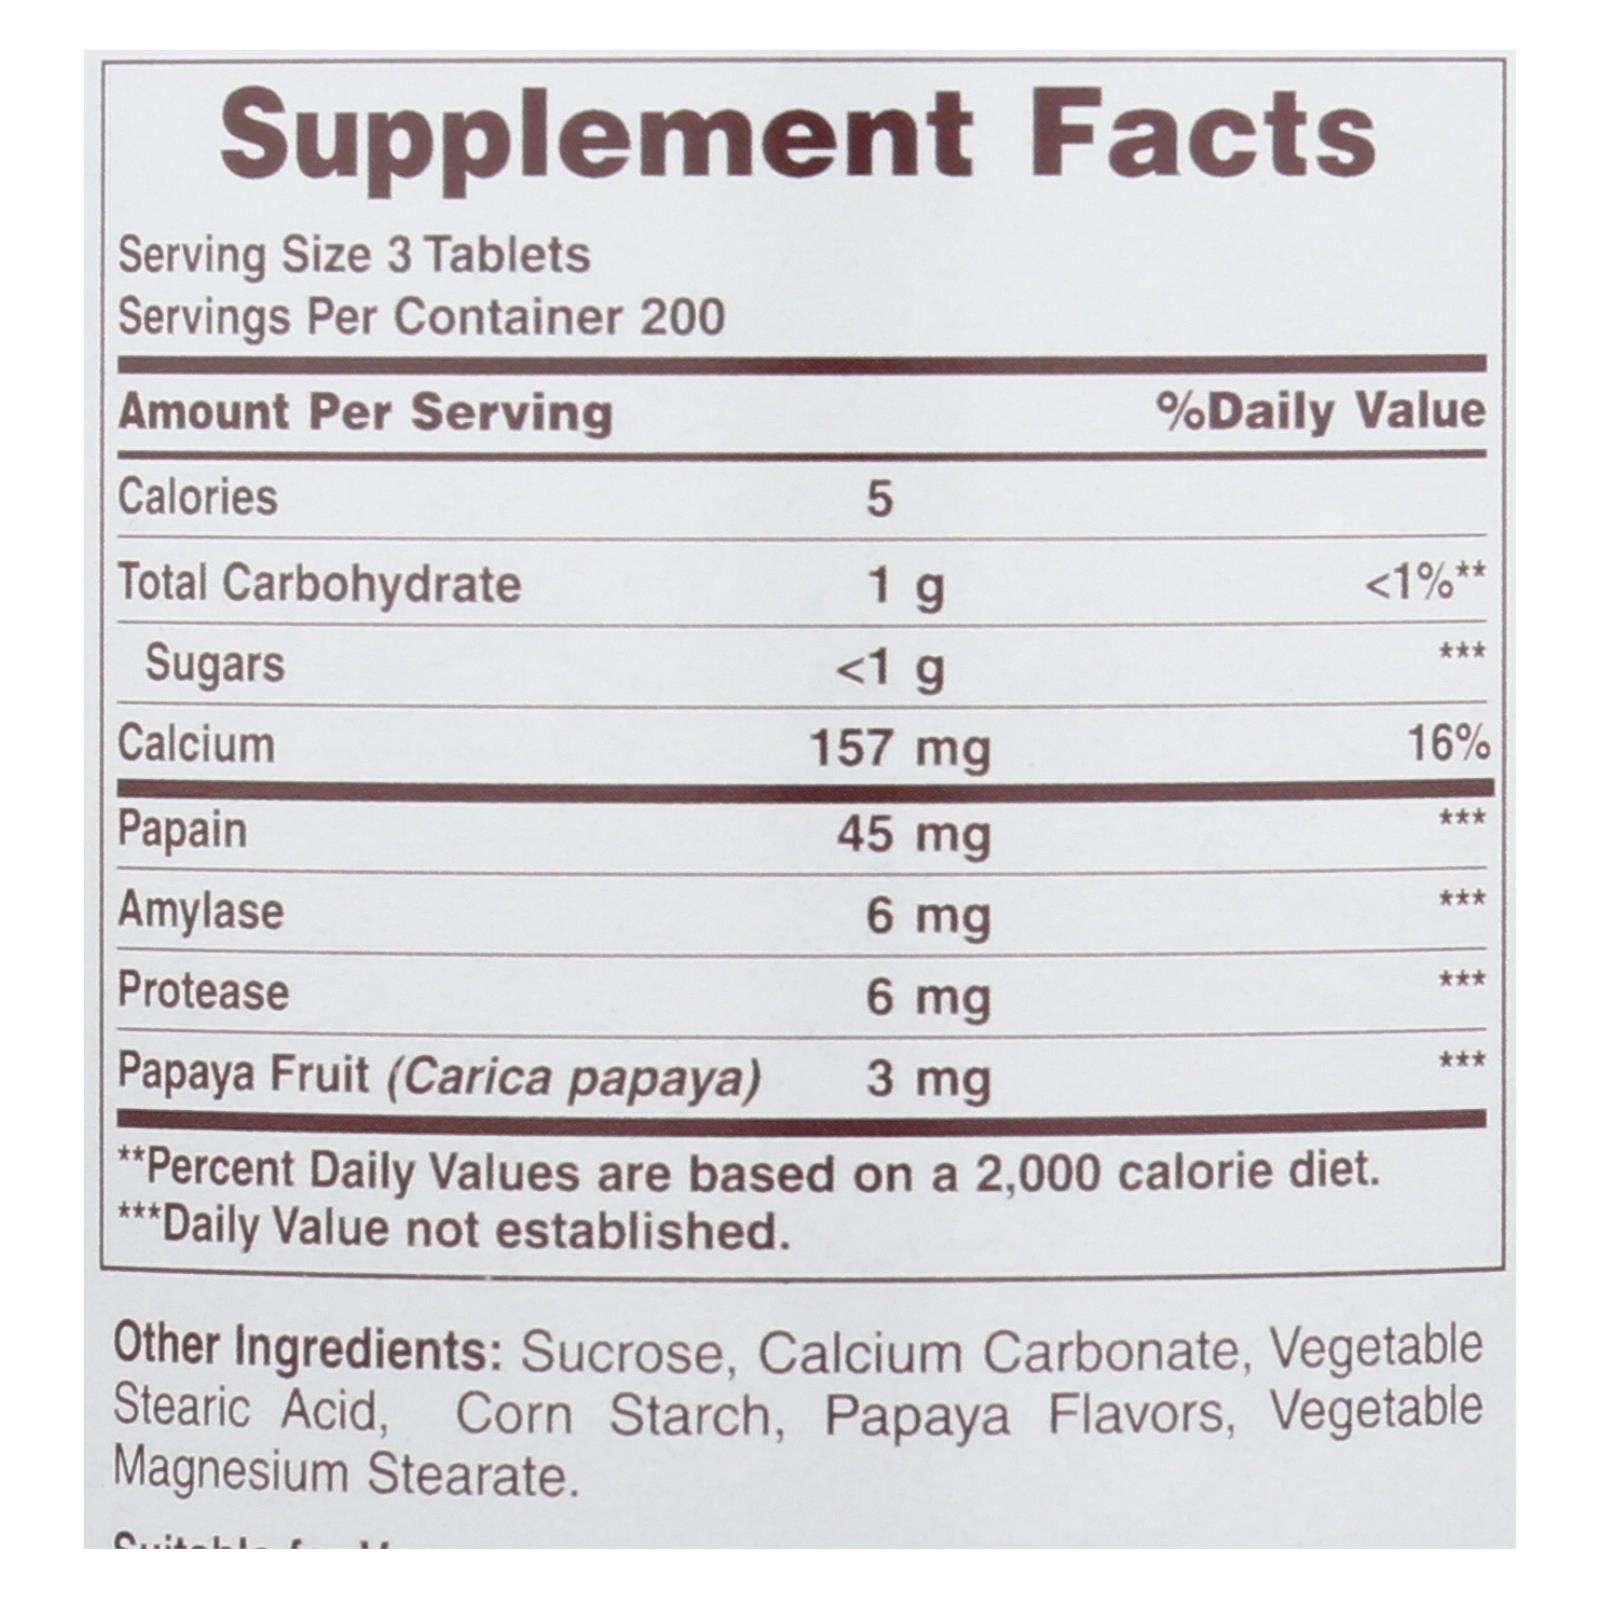 Supplement Facts
Serving Size 3 Tablets
Servings Per Container 200
Amount Per Serving %Daily Value
Calories 5
Total Carbohydrate 1 g <1%**
Sugars <1 g ***
Calcium 157 mg 16%
Papain 45 mg ***
Amylase 6 mg ***
Protease 6 mg ***
Papaya Fruit (Carica papaya) 3 mg ***
**Percent Daily Values are based on a 2,000 calorie diet.
***Daily Value not established.
Other Ingredients: Sucrose, Calcium Carbonate, Vegetable
Stearic Acid, Corn Starch, Papaya Flavors, Vegetable
Magnesium Stearate.